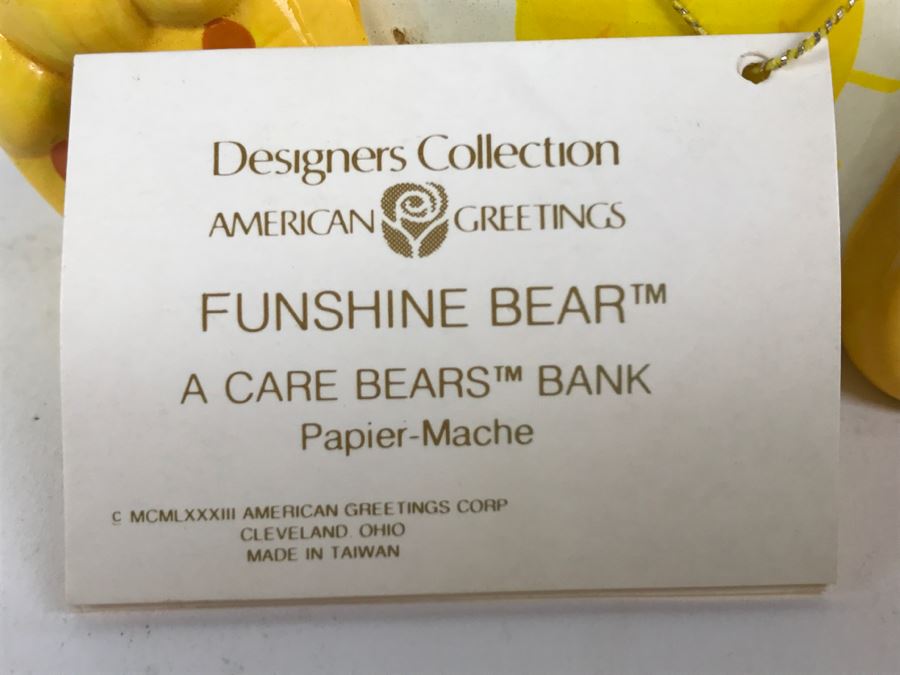 Designers Collection
AMERICAN GREETINGS
FUNSHINE BEAR™
A CARE BEARS™ BANK
Papier-Mache
© MCMLXXXIII AMERICAN GREETINGS CORP
CLEVELAND. OHIO
MADE IN TAIWAN